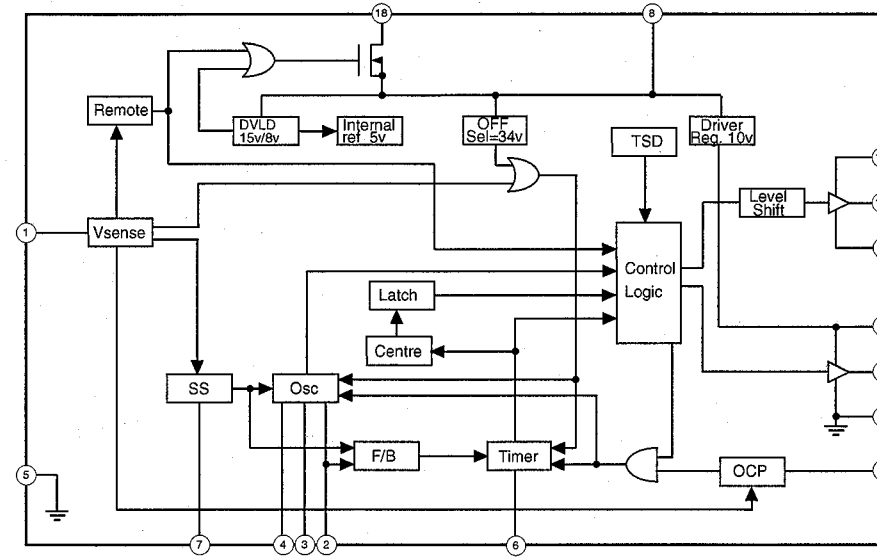 18
8
Remote
DVLD
15v/8v
Internal
ref 5v
OFF
Sel=34v
Driver
Reg. 10v
TSD
Level
Shift
1
Vsense
Control
Logic
Latch
Centre
SS
Osc
F/B
Timer
OCP
5
7
4
3
2
6